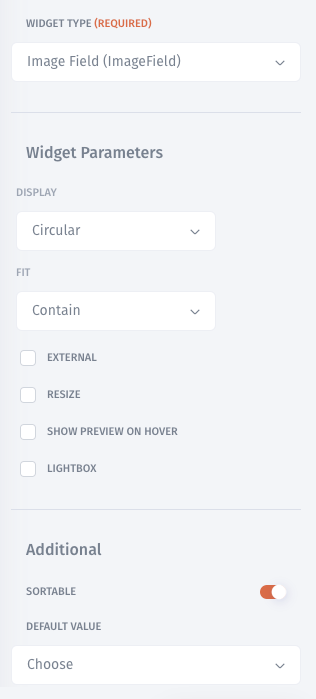 WIDGET TYPE (REQUIRED)
Image Field (ImageField)
Widget Parameters
DISPLAY
Circular
FIT
Contain
EXTERNAL
RESIZE
SHOW PREVIEW ON HOVER
LIGHTBOX
Additional
SORTABLE
DEFAULT VALUE
Choose